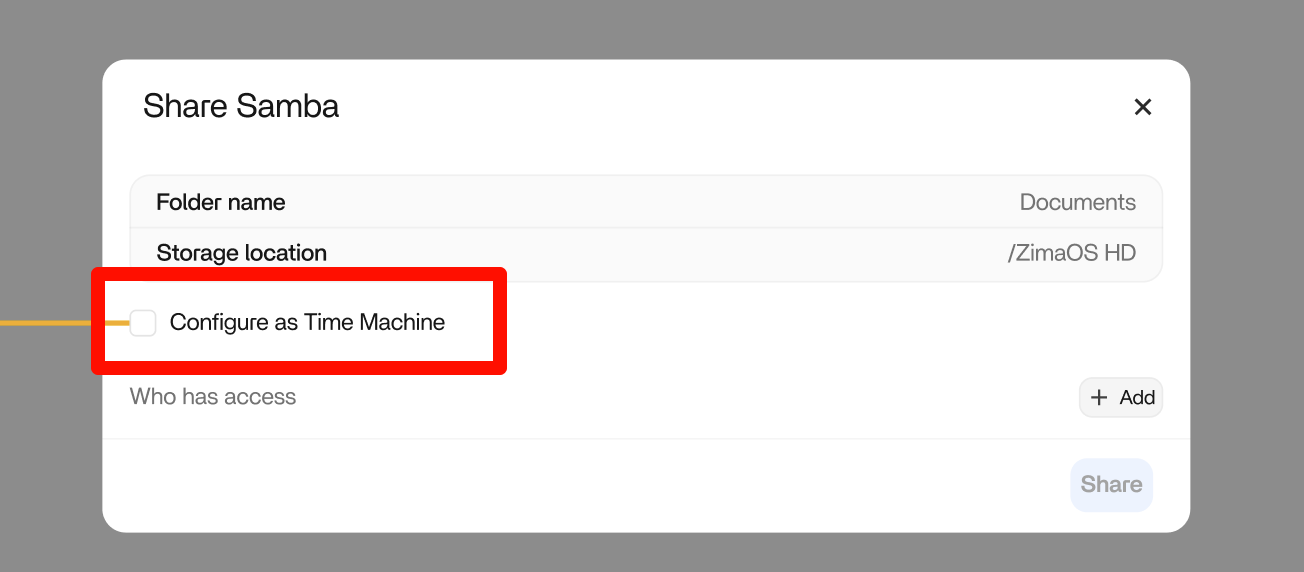 Share Samba
Folder name Documents
Storage location /ZimaOS HD
Configure as Time Machine
Who has access + Add
Share